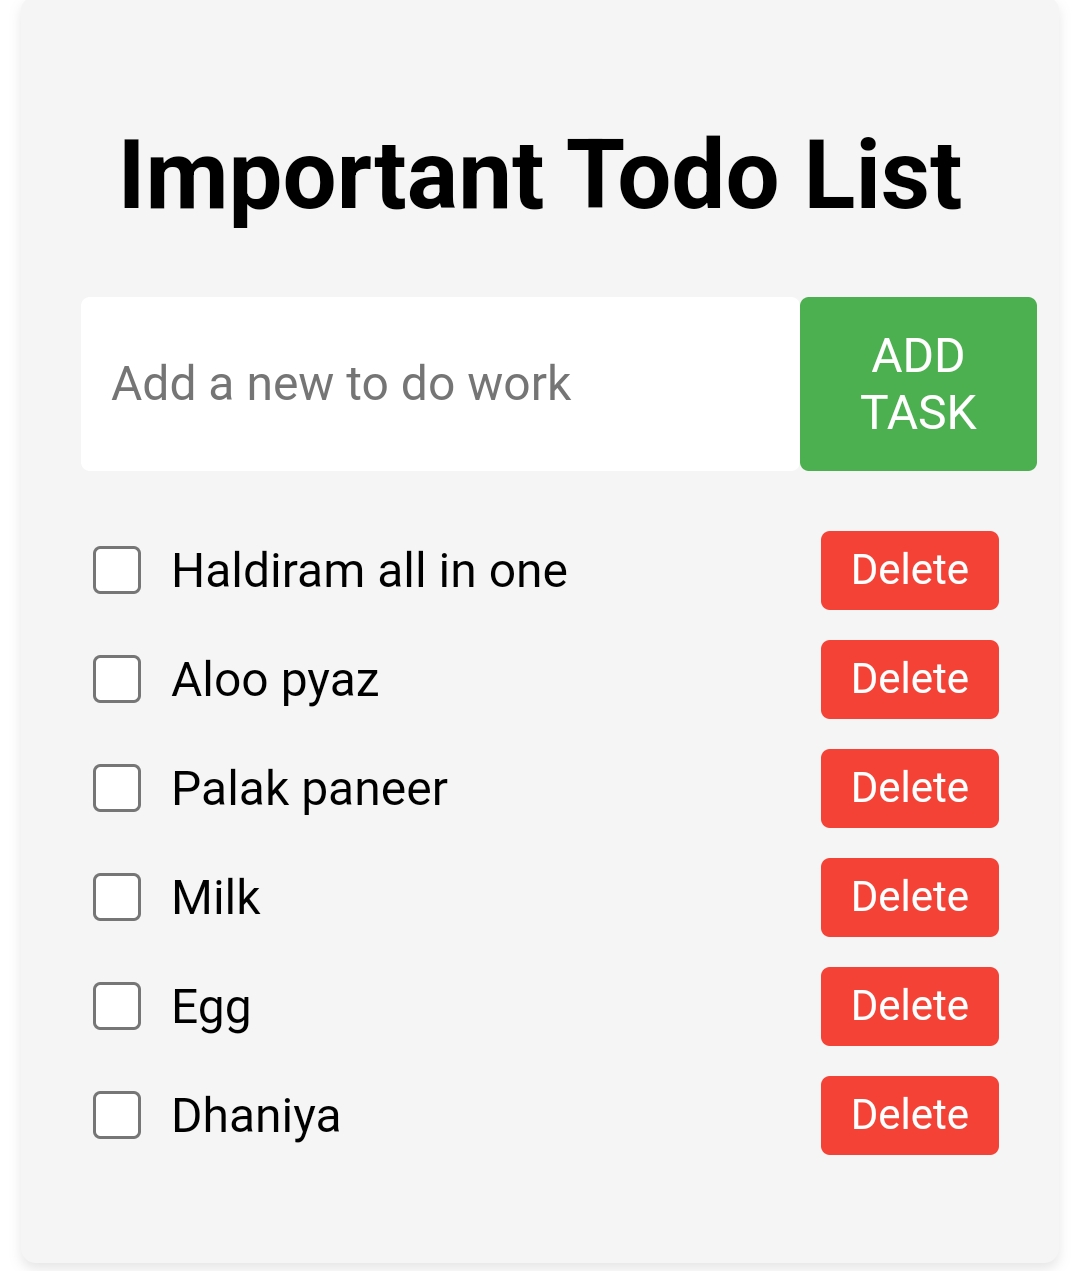 Important Todo List
Add a new to do work
ADD
TASK
Haldiram all in one
Delete
Aloo pyaz
Delete
Palak paneer
Delete
Milk
Delete
Egg
Delete
Dhaniya
Delete